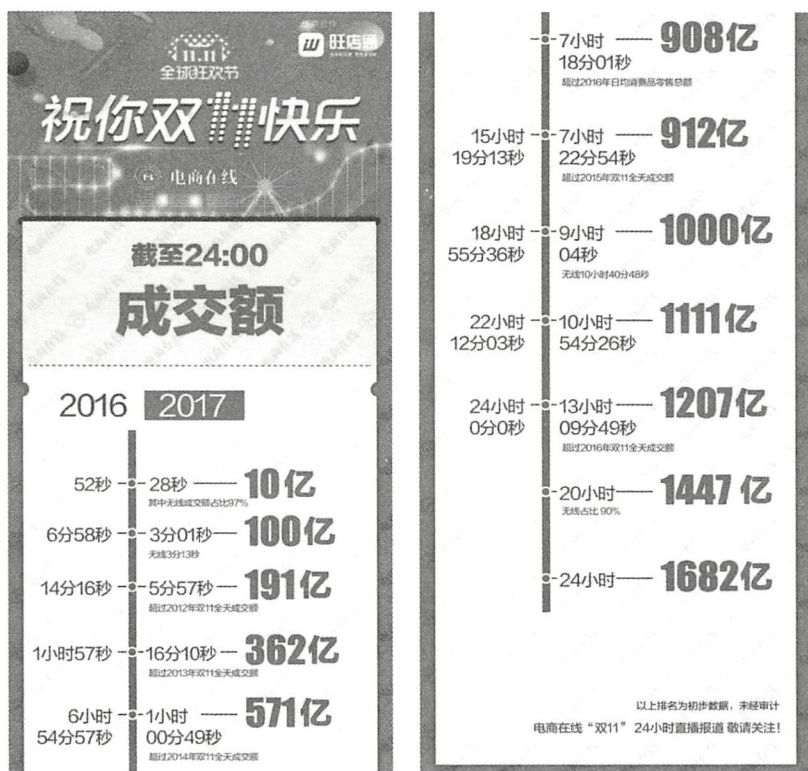 11.11
全球狂欢节
旺店通
祝你双11快乐
电商在线
截至24:00
成交额
2016 2017
52秒 28秒 10亿
其中无线成交额占比97%
6分58秒 3分01秒 100亿
无线3分13秒
14分16秒 5分57秒 191亿
超过2012年双11全天成交额
1小时57秒 16分10秒 362亿
超过2013年双11全天成交额
6小时 1小时 571亿
54分57秒 00分49秒
超过2014年双11全天成交额
7小时 908亿
18分01秒
超过2016年日均消费品零售总额
15小时 7小时 912亿
19分13秒 22分54秒
超过2015年双11全天成交额
18小时 9小时 1000亿
55分36秒 04秒
无线10小时40分48秒
22小时 10小时 1111亿
12分03秒 54分26秒
24小时 13小时 1207亿
0分0秒 09分49秒
超过2016年双11全天成交额
20小时 1447亿
无线占比 90%
24小时 1682亿
以上排名为初步数据，未经审计
电商在线“双11” 24小时直播报道 敬请关注！